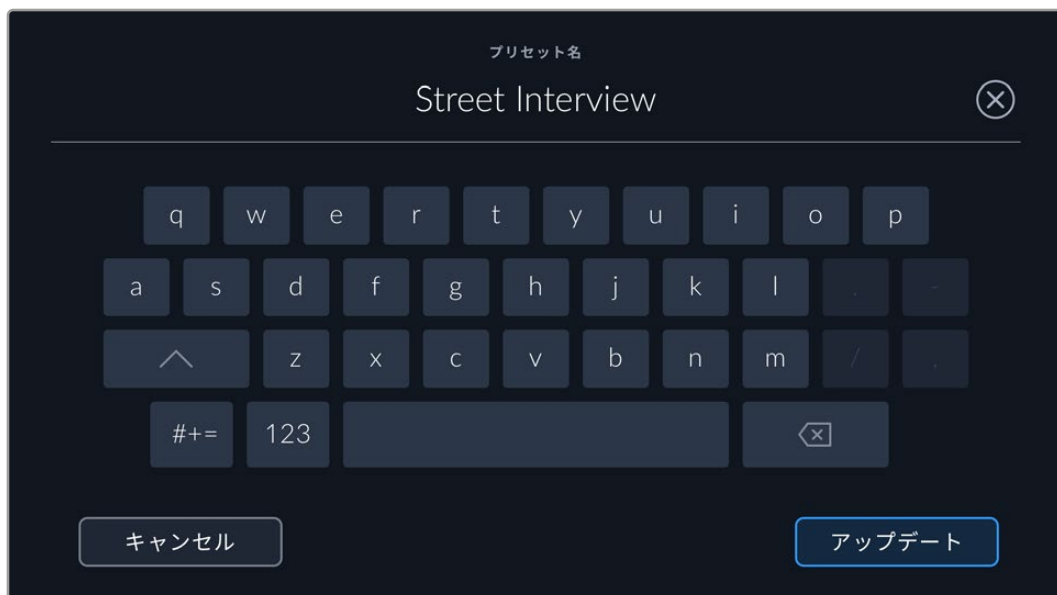 プリセット名
Street Interview
q w e r t y u i o p
a s d f g h j k l . -
z x c v b n m / ,
#+= 123
キャンセル アップデート